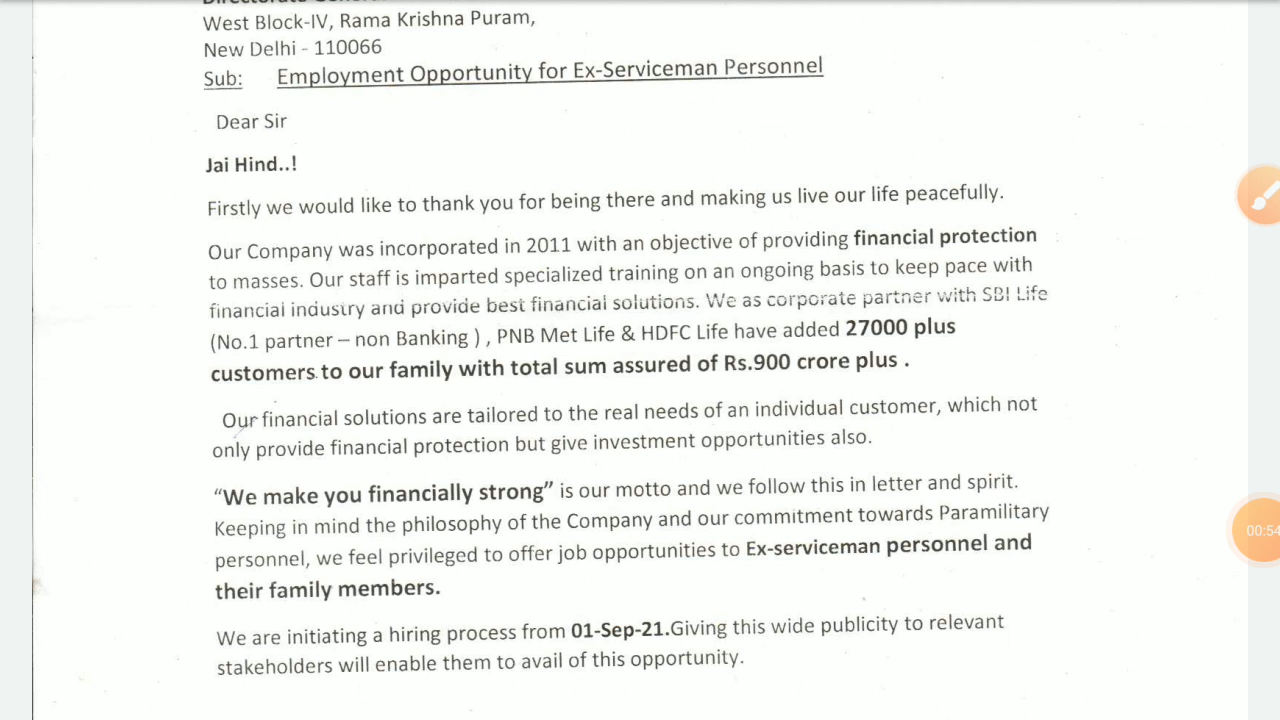 West Block-IV, Rama Krishna Puram,
New Delhi - 110066
Sub: Employment Opportunity for Ex-Serviceman Personnel
Dear Sir
Jai Hind..!
Firstly we would like to thank you for being there and making us live our life peacefully.
Our Company was incorporated in 2011 with an objective of providing financial protection
to masses. Our staff is imparted specialized training on an ongoing basis to keep pace with
financial industry and provide best financial solutions. We as corporate partner with SBI Life
(No.1 partner – non Banking ) , PNB Met Life & HDFC Life have added 27000 plus
customers to our family with total sum assured of Rs.900 crore plus .
Our financial solutions are tailored to the real needs of an individual customer, which not
only provide financial protection but give investment opportunities also.
“We make you financially strong” is our motto and we follow this in letter and spirit.
Keeping in mind the philosophy of the Company and our commitment towards Paramilitary
personnel, we feel privileged to offer job opportunities to Ex-serviceman personnel and
their family members.
We are initiating a hiring process from 01-Sep-21.Giving this wide publicity to relevant
stakeholders will enable them to avail of this opportunity.
00:54